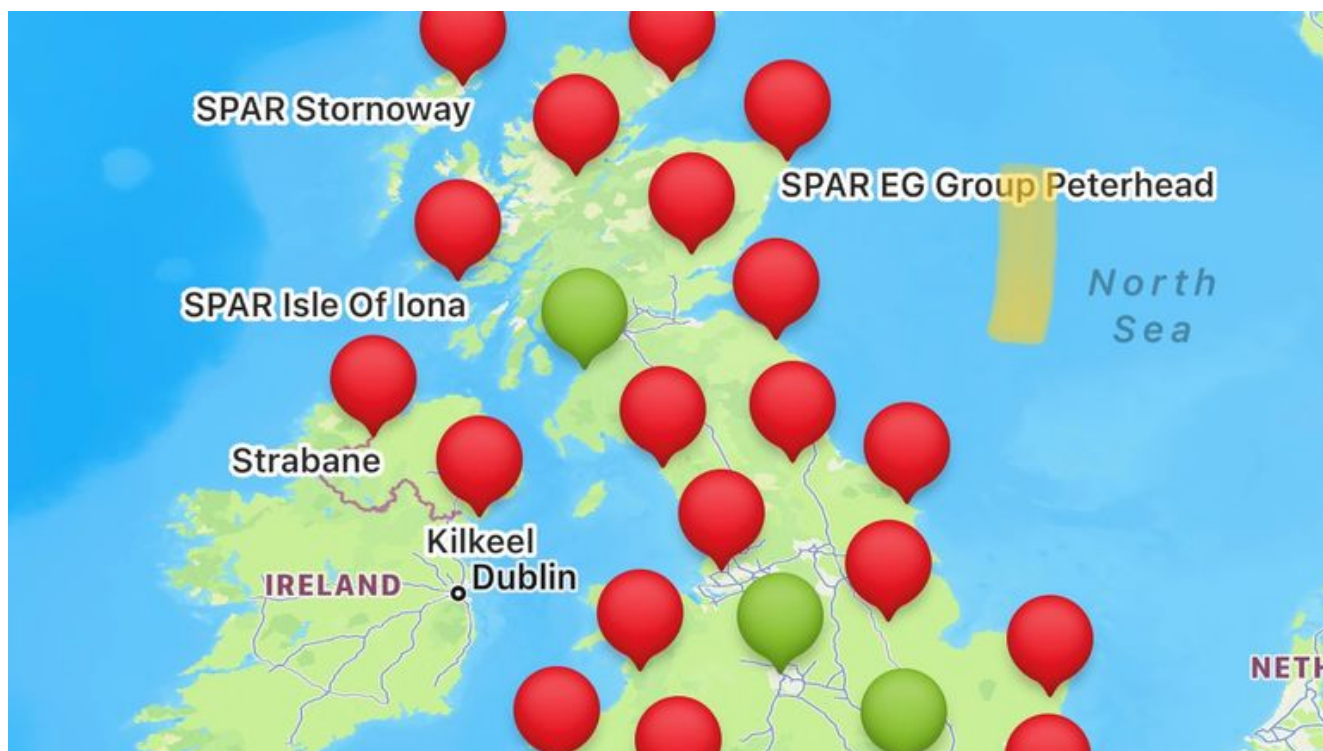 SPAR Stornoway
SPAR EG Group Peterhead
North
Sea
SPAR Isle Of Iona
Strabane
Kilkeel
Dublin
IRELAND
NETH